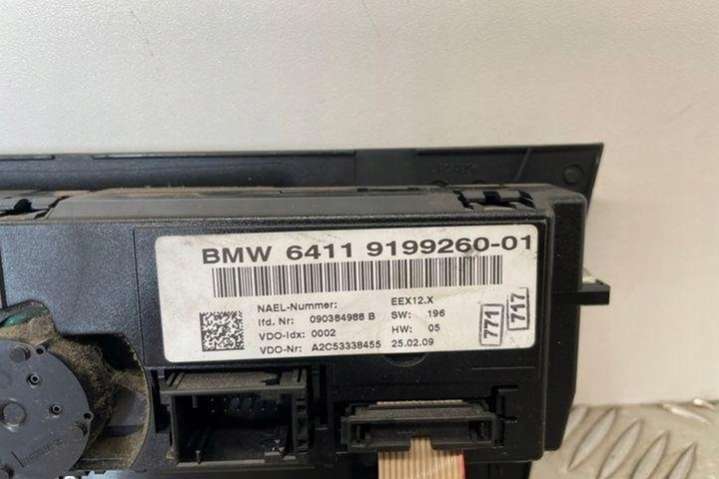 BMW 6411 9199260-01
NAEL-Nummer: EEX12.X
lfd. Nr: 090384988 B SW: 196
VDO-Idx: 0002 HW: 05
VDO-Nr: A2C53338455 25.02.09
771
717